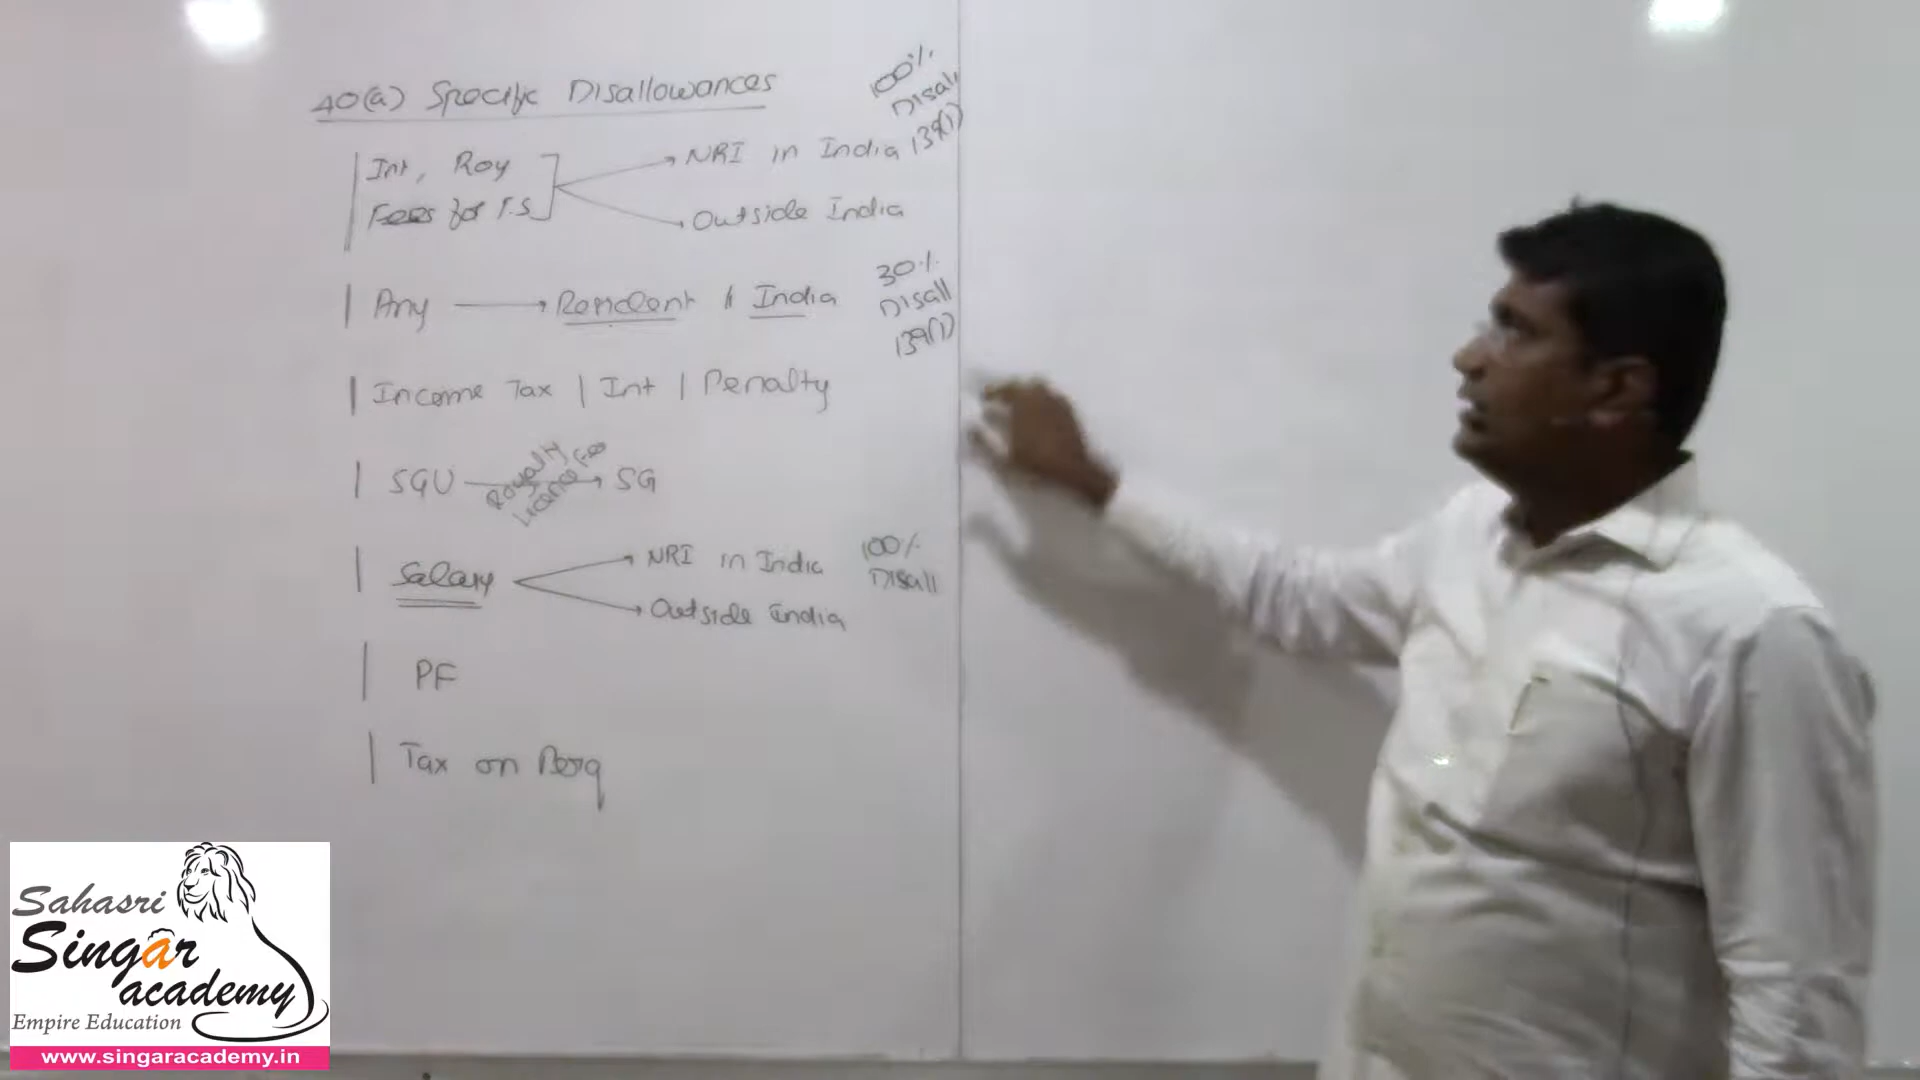 40(a) Specific Disallowances
100%
Disall
139(1)
Int, Roy
Fees for T.S
NRI in India
Outside India
Any → Resident | India
30%
Disall
139(1)
Income Tax | Int | Penalty
SGU → SG
Royalty
Licence Fee
Salary
NRI in India
Outside India
100%
Disall
PF
Tax on Perq
Sahasri
Singar
academy
Empire Education
www.singaracademy.in